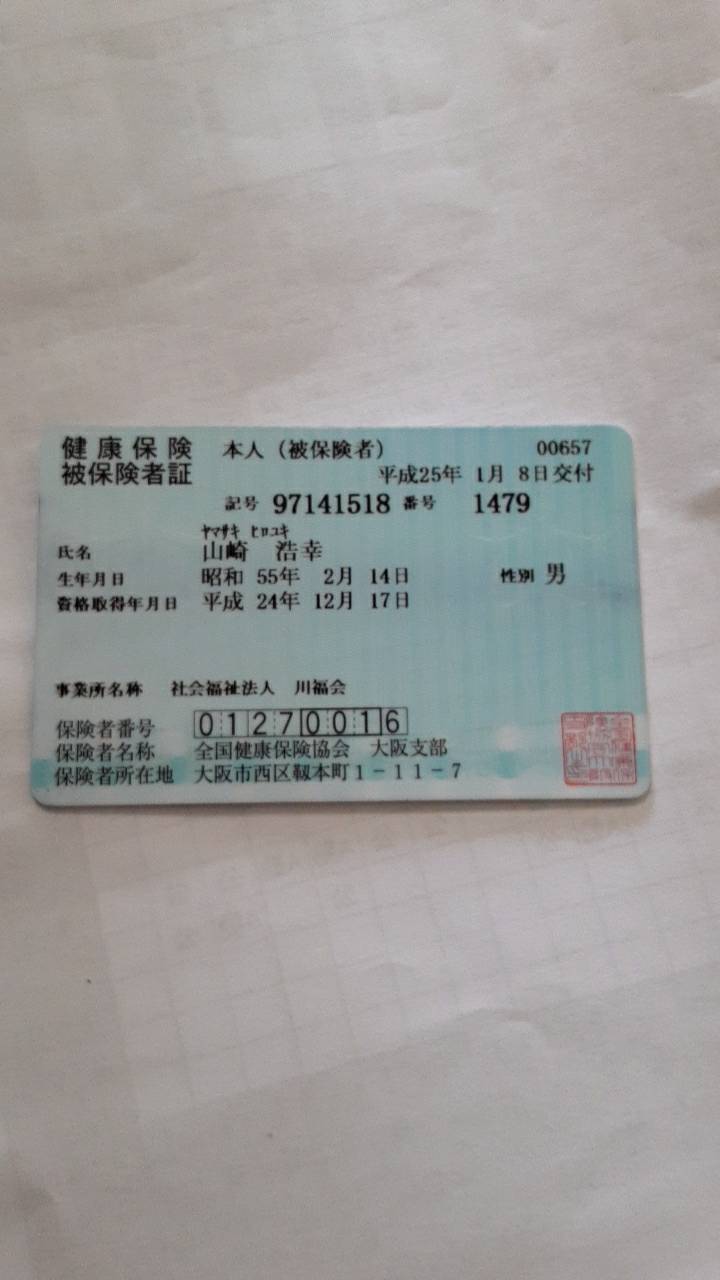 健康保険 本人（被保険者） 00657
被保険者証 平成25年 1月 8日交付
記号 97141518 番号 1479
ヤマサキ ヒロユキ
氏名 山崎 浩幸
生年月日 昭和 55年 2月 14日 性別 男
資格取得年月日 平成 24年 12月 17日
事業所名称 社会福祉法人 川福会
保険者番号 01270016
保険者名称 全国健康保険協会 大阪支部
保険者所在地 大阪市西区靱本町1-11-7